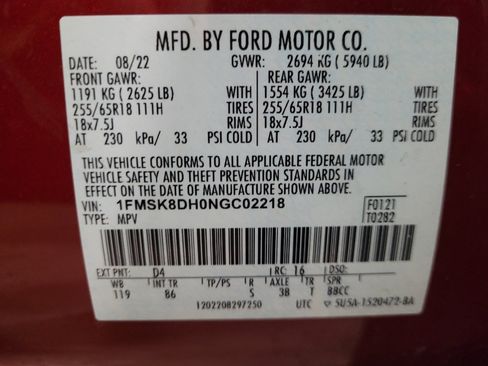 MFD. BY FORD MOTOR CO.
DATE: 08/22 GVWR: 2694 KG ( 5940 LB)
FRONT GAWR: REAR GAWR:
1191 KG ( 2625 LB) WITH 1554 KG ( 3425 LB) WITH
255/65R18 111H TIRES 255/65R18 111H TIRES
18x7.5J RIMS 18x7.5J RIMS
AT 230 kPa/ 33 PSI COLD AT 230 kPa/ 33 PSI COLD
THIS VEHICLE CONFORMS TO ALL APPLICABLE FEDERAL MOTOR
VEHICLE SAFETY AND THEFT PREVENTION STANDARDS IN
EFFECT ON THE DATE OF MANUFACTURE SHOWN ABOVE.
VIN: 1FMSK8DH0NGC02218 F0121
TYPE: MPV T0282
EXT PNT: D4 RC: 16 DSO:
WB INT TR TP/PS R AXLE TR SPR
119 86 S 38 T 88CC
1202208297250 UTC 5U5A-1520472-BA